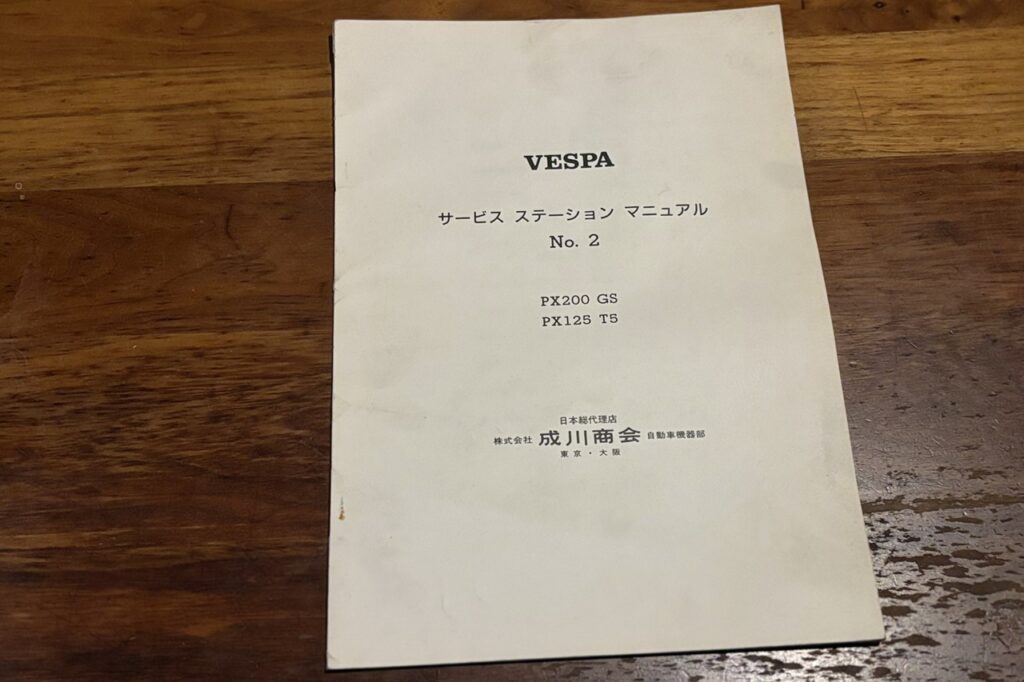 VESPA
サービス ステーション マニュアル
No. 2
PX200 GS
PX125 T5
日本総代理店
株式会社 成川商会 自動車機器部
東京・大阪